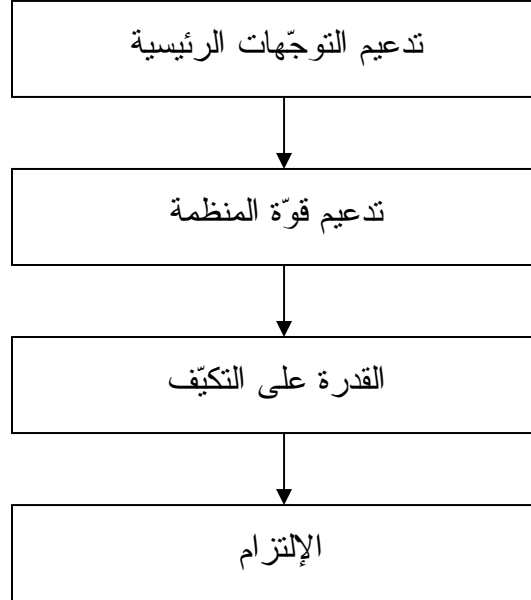 تدعيم التوجّهات الرئيسية
تدعيم قوّة المنظمة
القدرة على التكيّف
الإلتزام